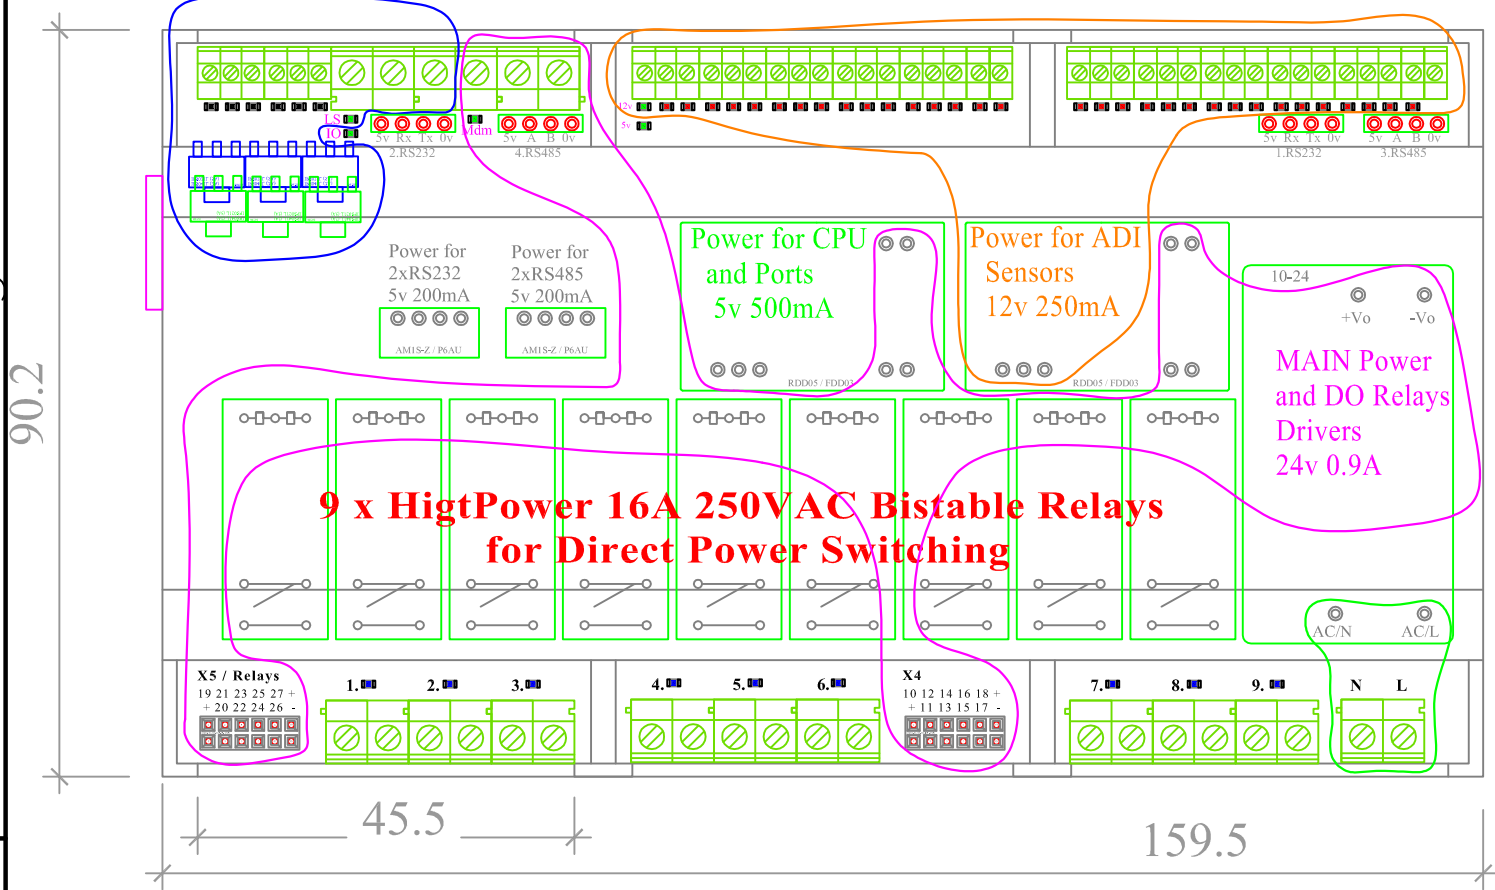 LS
IO
5v Rx Tx 0v
2.RS232
Mdm
5v A B 0v
4.RS485
12v
5v
5v Rx Tx 0v
1.RS232
5v A B 0v
3.RS485
Power for
2xRS232
5v 200mA
AM1S-Z / P6AU
Power for
2xRS485
5v 200mA
AM1S-Z / P6AU
Power for CPU
and Ports
5v 500mA
RDD05 / FDD03
Power for ADI
Sensors
12v 250mA
RDD05 / FDD03
10-24
+Vo -Vo
MAIN Power
and DO Relays
Drivers
24v 0.9A
AC/N AC/L
90.2
9 x HigtPower 16A 250VAC Bistable Relays
for Direct Power Switching
X5 / Relays
19 21 23 25 27 +
+ 20 22 24 26 -
1. 2. 3.
4. 5. 6.
X4
10 12 14 16 18 +
+ 11 13 15 17 -
7. 8. 9.
N L
45.5
159.5